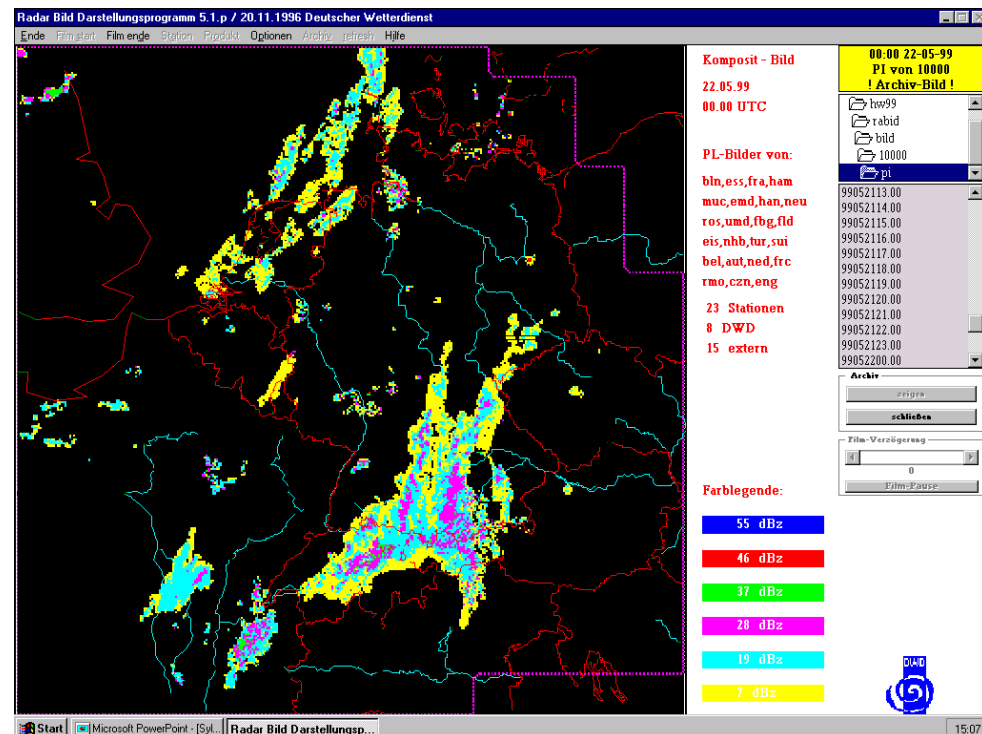 Radar Bild Darstellungsprogramm 5.1.p / 20.11.1996 Deutscher Wetterdienst
Ende Film start Film ende Station Produkt Optionen Archiv refresh Hilfe
Komposit - Bild
22.05.99
00.00 UTC
PL-Bilder von:
bln,ess,fra,ham
muc,emd,han,neu
ros,umd,fbg,fld
eis,nhb,tur,sui
bel,aut,ned,frc
rmo,czn,eng
23 Stationen
8 DWD
15 extern
Farblegende:
55 dBz
46 dBz
37 dBz
28 dBz
19 dBz
7 dBz
00:00 22-05-99
PI von 10000
! Archiv-Bild !
hw99
rabid
bild
10000
pi
99052113.00
99052114.00
99052115.00
99052116.00
99052117.00
99052118.00
99052119.00
99052120.00
99052121.00
99052122.00
99052123.00
99052200.00
Archiv
zeigen
schließen
Film-Verzögerung
0
Film-Pause
DWD
Start Microsoft PowerPoint - [Syl... Radar Bild Darstellungsp... 15:07